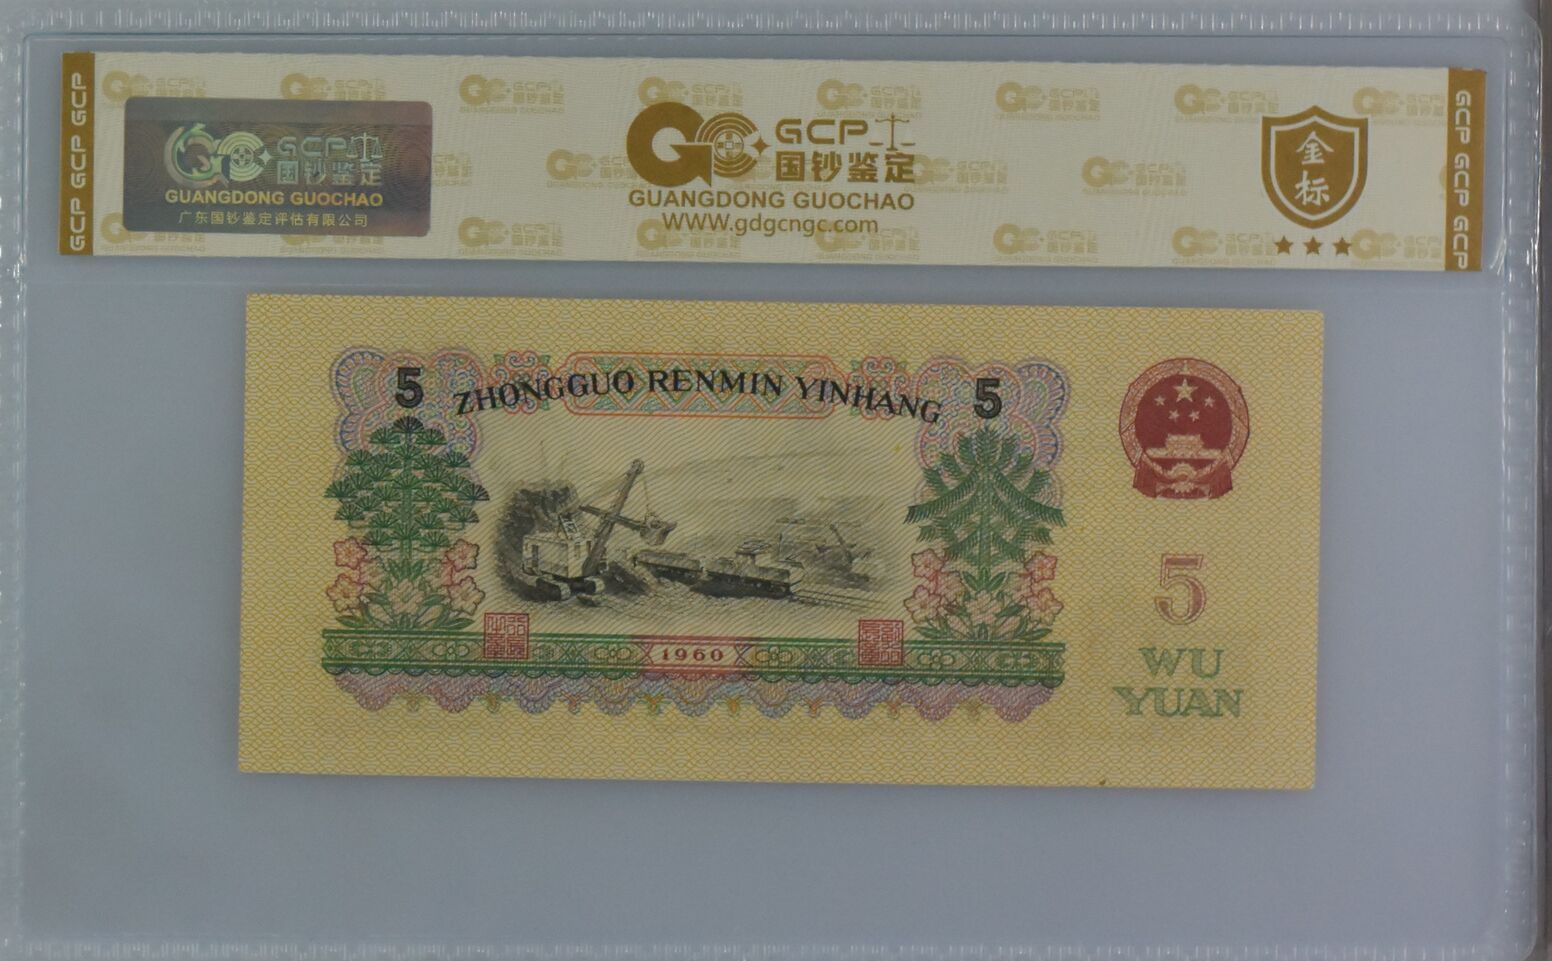 GCP GCP GCP
GCP
国钞鉴定
GUANGDONG GUOCHAO
广东国钞鉴定评估有限公司
GCP
国钞鉴定
GUANGDONG GUOCHAO
WWW.gdgcngc.com
金标
GCP GCP GCP
5 ZHONGGUO RENMIN YINHANG 5
1960
5
WU
YUAN